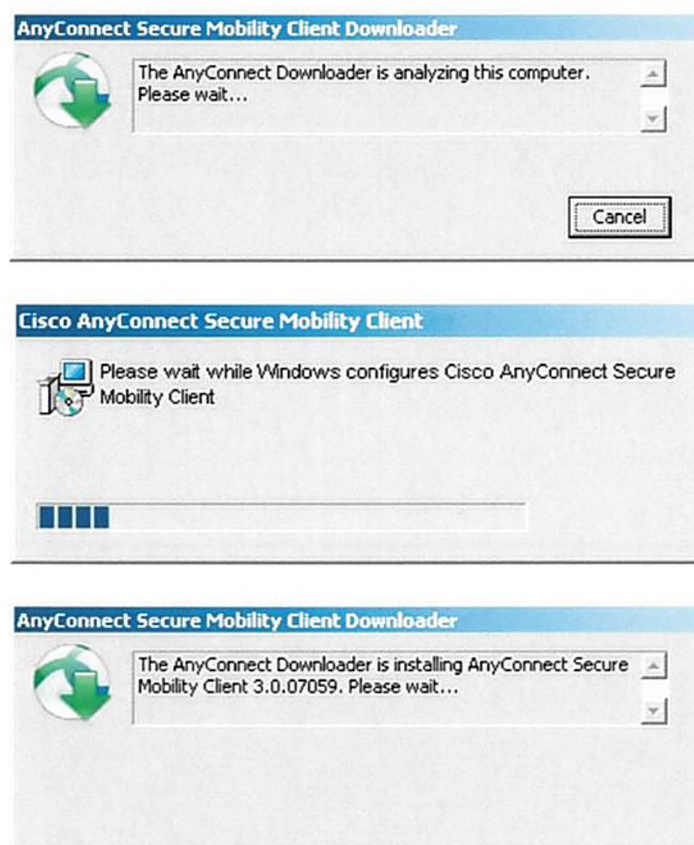 AnyConnect Secure Mobility Client Downloader
The AnyConnect Downloader is analyzing this computer.
Please wait...
Cancel
Cisco AnyConnect Secure Mobility Client
Please wait while Windows configures Cisco AnyConnect Secure
Mobility Client
AnyConnect Secure Mobility Client Downloader
The AnyConnect Downloader is installing AnyConnect Secure
Mobility Client 3.0.07059. Please wait...